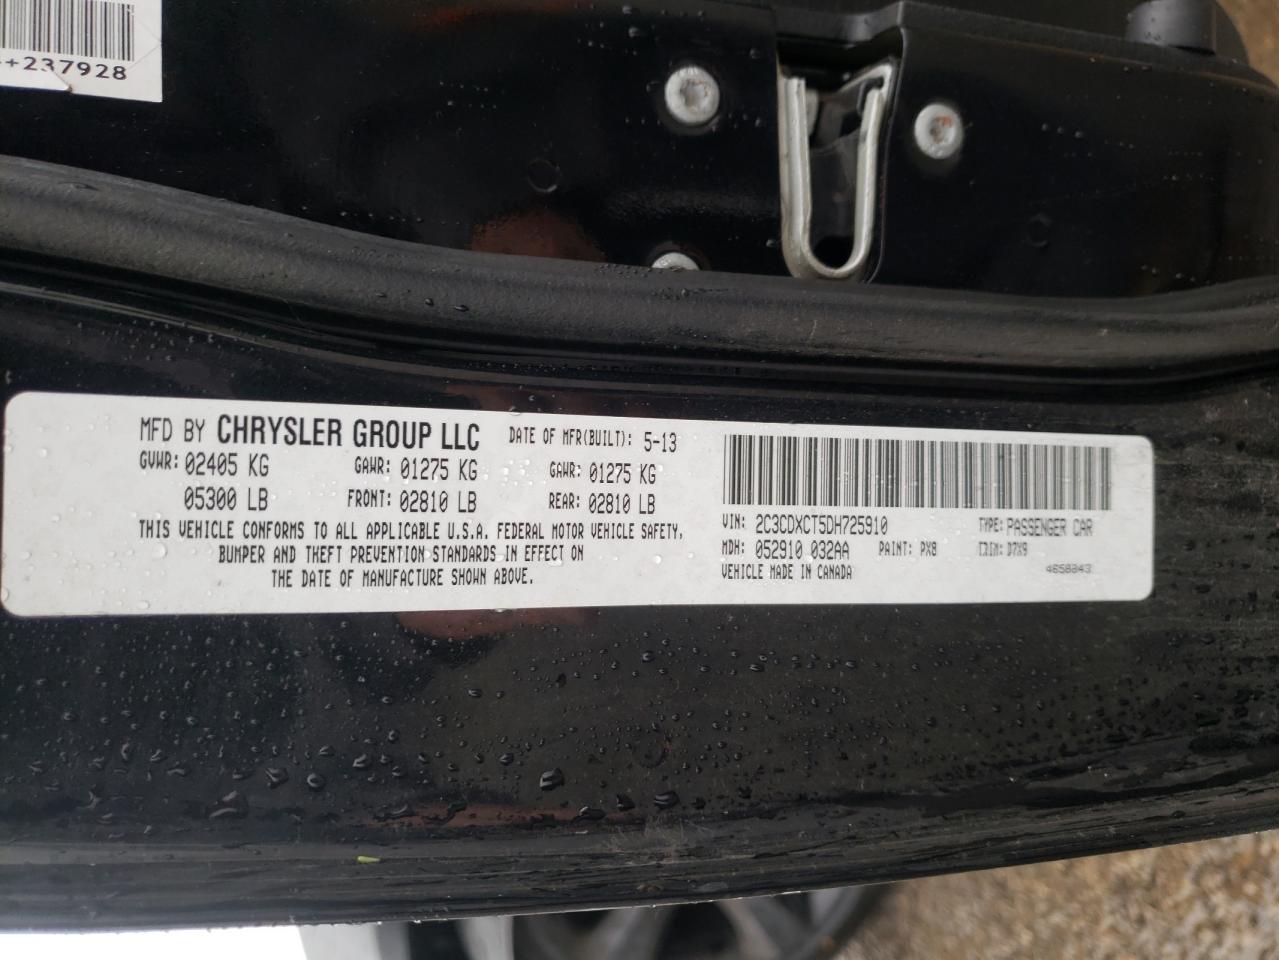 +237928
MFD BY CHRYSLER GROUP LLC DATE OF MFR(BUILT): 5-13
GVWR: 02405 KG GAWR: 01275 KG GAWR: 01275 KG
05300 LB FRONT: 02810 LB REAR: 02810 LB
THIS VEHICLE CONFORMS TO ALL APPLICABLE U.S.A. FEDERAL MOTOR VEHICLE SAFETY,
BUMPER AND THEFT PREVENTION STANDARDS IN EFFECT ON
THE DATE OF MANUFACTURE SHOWN ABOVE.
VIN: 2C3CDXCT5DH725910 TYPE: PASSENGER CAR
MDH: 052910 032AA PAINT: PX8 TRIM: D7X9
VEHICLE MADE IN CANADA 4658043